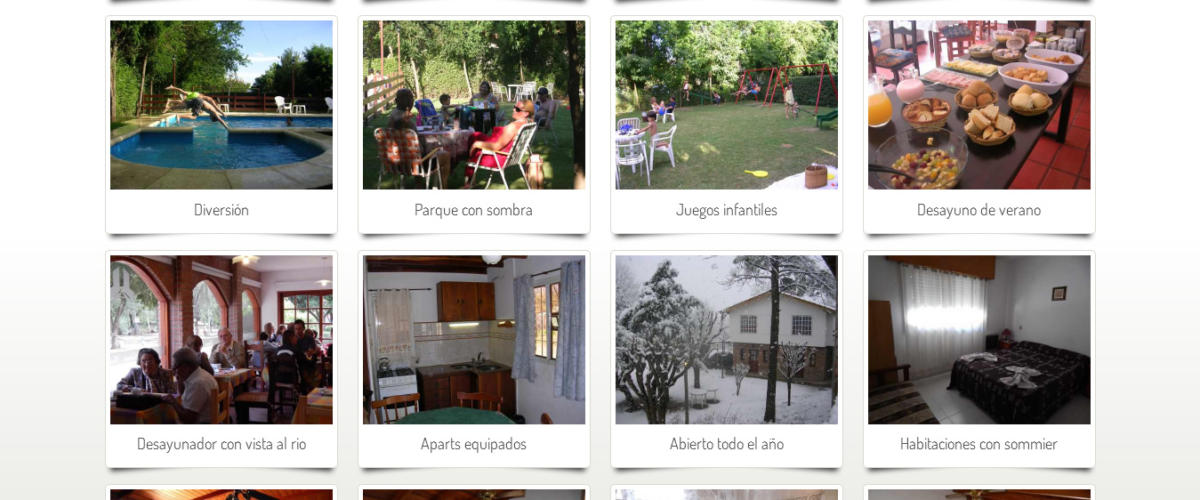 Diversión
Parque con sombra
Juegos infantiles
Desayuno de verano
Desayunador con vista al rio
Aparts equipados
Abierto todo el año
Habitaciones con sommier